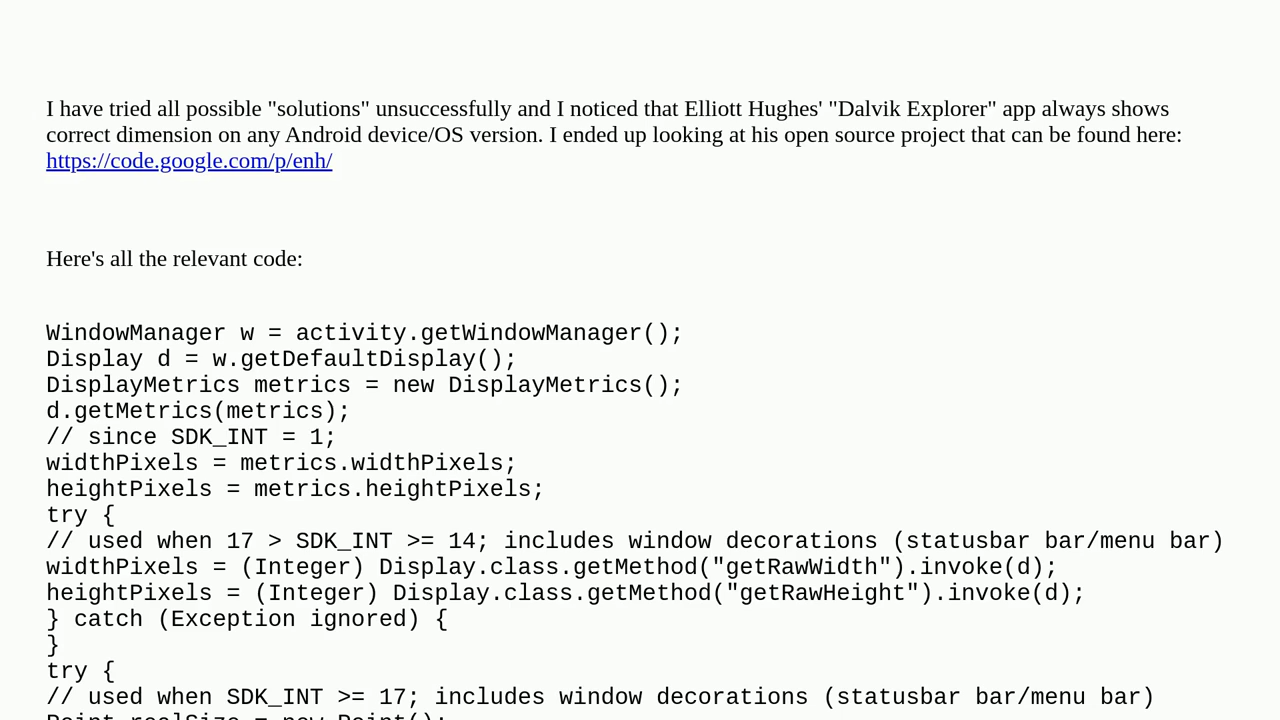 I have tried all possible "solutions" unsuccessfully and I noticed that Elliott Hughes' "Dalvik Explorer" app always shows
correct dimension on any Android device/OS version. I ended up looking at his open source project that can be found here:
https://code.google.com/p/enh/
Here's all the relevant code:
WindowManager w = activity.getWindowManager();
Display d = w.getDefaultDisplay();
DisplayMetrics metrics = new DisplayMetrics();
d.getMetrics(metrics);
// since SDK_INT = 1;
widthPixels = metrics.widthPixels;
heightPixels = metrics.heightPixels;
try {
// used when 17 > SDK_INT >= 14; includes window decorations (statusbar bar/menu bar)
widthPixels = (Integer) Display.class.getMethod("getRawWidth").invoke(d);
heightPixels = (Integer) Display.class.getMethod("getRawHeight").invoke(d);
} catch (Exception ignored) {
}
try {
// used when SDK_INT >= 17; includes window decorations (statusbar bar/menu bar)
Point realSize = new Point();